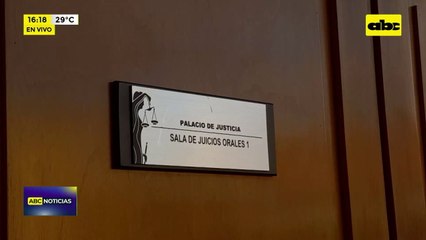 16:18 29°C
EN VIVO
abc
PALACIO DE JUSTICIA
SALA DE JUICIOS ORALES 1
ABC NOTICIAS